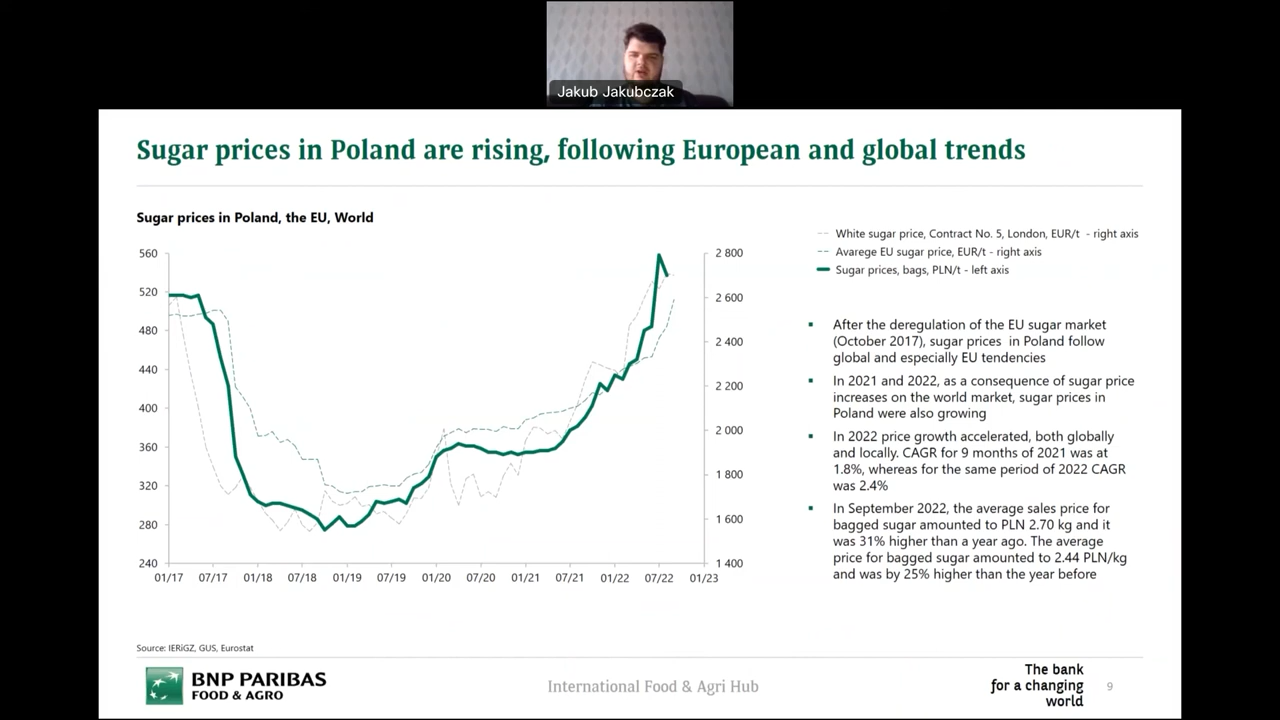 Jakub Jakubczak
Sugar prices in Poland are rising, following European and global trends
Sugar prices in Poland, the EU, World
560
520
480
440
400
360
320
280
240
2 800
2 600
2 400
2 200
2 000
1 800
1 600
1 400
01/17 07/17 01/18 07/18 01/19 07/19 01/20 07/20 01/21 07/21 01/22 07/22 01/23
White sugar price, Contract No. 5, London, EUR/t - right axis
Avarege EU sugar price, EUR/t - right axis
Sugar prices, bags, PLN/t - left axis
After the deregulation of the EU sugar market
(October 2017), sugar prices in Poland follow
global and especially EU tendencies
In 2021 and 2022, as a consequence of sugar price
increases on the world market, sugar prices in
Poland were also growing
In 2022 price growth accelerated, both globally
and locally. CAGR for 9 months of 2021 was at
1.8%, whereas for the same period of 2022 CAGR
was 2.4%
In September 2022, the average sales price for
bagged sugar amounted to PLN 2.70 kg and it
was 31% higher than a year ago. The average
price for bagged sugar amounted to 2.44 PLN/kg
and was by 25% higher than the year before
Source: IERiGZ, GUS, Eurostat
BNP PARIBAS
FOOD & AGRO
International Food & Agri Hub
The bank
for a changing
world
9